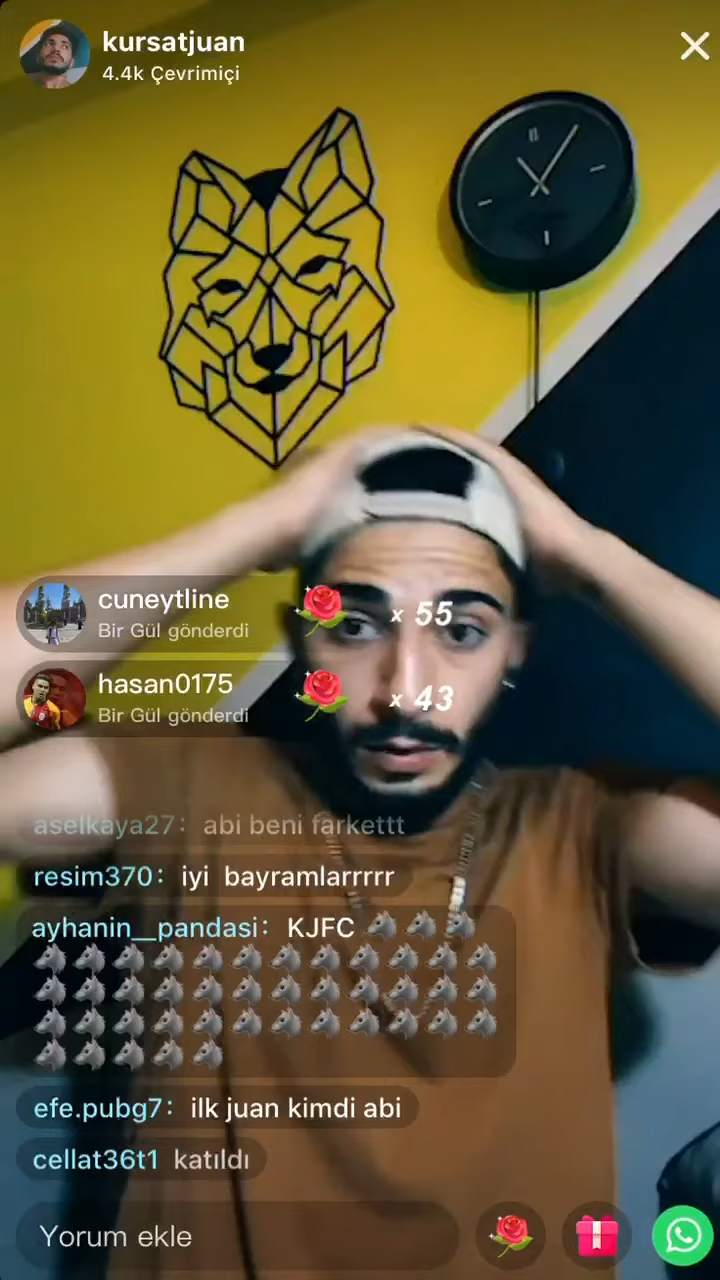 kursatjuan
4.4k Çevrimiçi
cuneytline
Bir Gül gönderdi
x 55
hasan0175
Bir Gül gönderdi
x 43
aselkaya27: abi beni farkettt
resim370: iyi bayramlarrrrr
ayhanin__pandasi: KJFC 🐺🐺🐺
🐺🐺🐺🐺🐺🐺🐺🐺🐺🐺🐺🐺
🐺🐺🐺🐺🐺🐺🐺🐺🐺🐺🐺🐺
🐺🐺🐺🐺🐺🐺🐺🐺🐺🐺🐺🐺
🐺🐺🐺🐺🐺
efe.pubg7: ilk juan kimdi abi
cellat36t1 katıldı
Yorum ekle